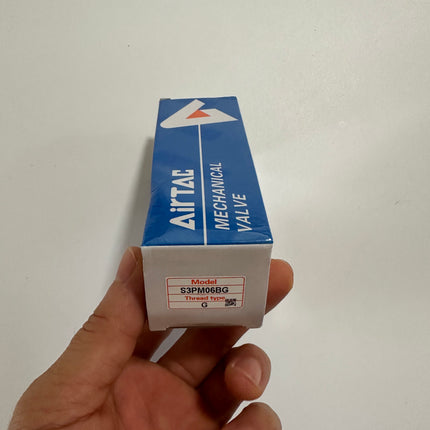 AirTAC
MECHANICAL
VALVE
Model
S3PM06BG
Thread type
G